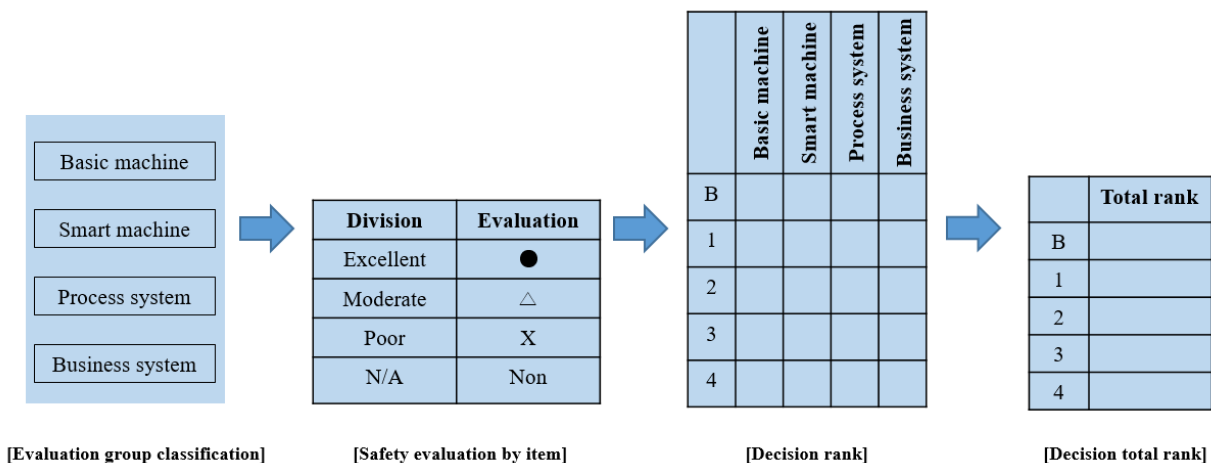 Basic machine
Smart machine
Process system
Business system
[Evaluation group classification]
Division Evaluation
Excellent ●
Moderate △
Poor X
N/A Non
[Safety evaluation by item]
Basic machine
Smart machine
Process system
Business system
B
1
2
3
4
[Decision rank]
Total rank
B
1
2
3
4
[Decision total rank]